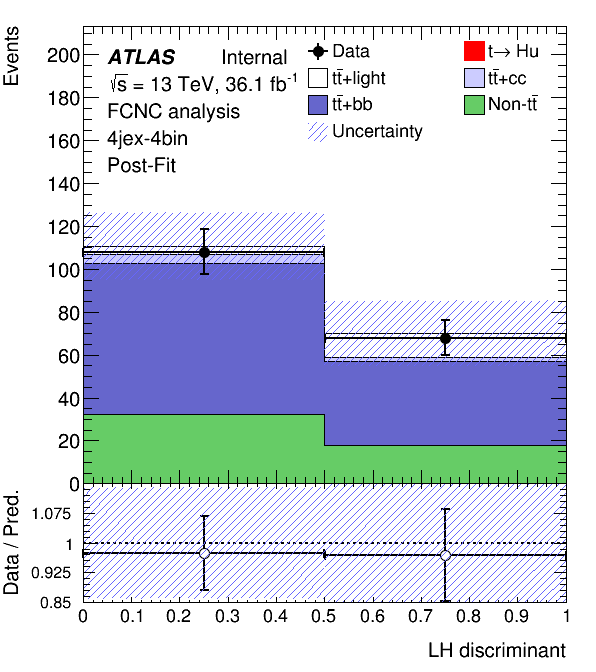 Events
200
180
160
140
120
100
80
60
40
20
0
ATLAS Internal
√s = 13 TeV, 36.1 fb⁻¹
FCNC analysis
4jex-4bin
Post-Fit
Data
t→ Hu
tt̄+light
tt̄+cc
tt̄+bb
Non-tt̄
Uncertainty
Data / Pred.
1.075
1
0.925
0.85
0 0.1 0.2 0.3 0.4 0.5 0.6 0.7 0.8 0.9 1
LH discriminant